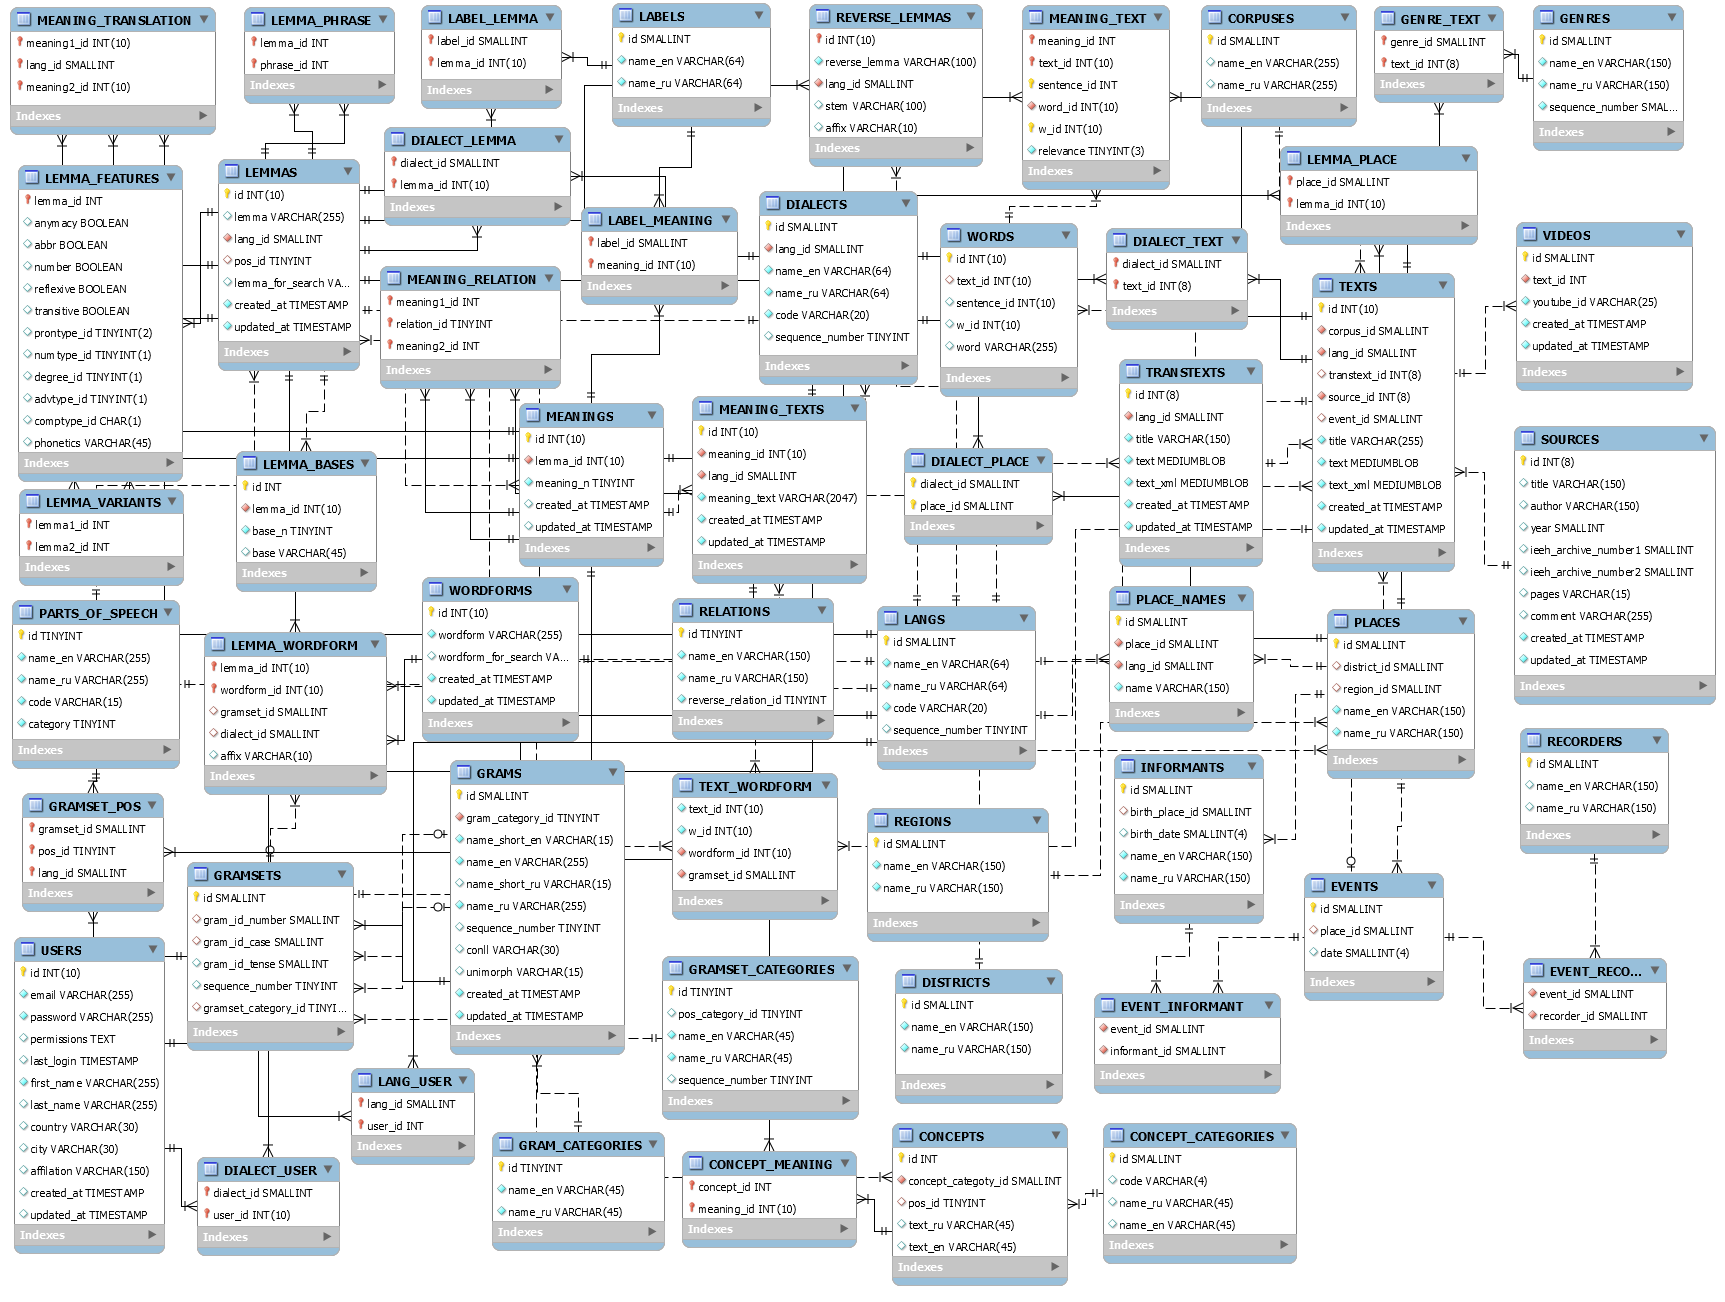 MEANING_TRANSLATION
meaning1_id INT(10)
lang_id SMALLINT
meaning2_id INT(10)
Indexes
LEMMA_PHRASE
lemma_id INT
phrase_id INT
Indexes
LABEL_LEMMA
label_id SMALLINT
lemma_id INT(10)
Indexes
LABELS
id SMALLINT
name_en VARCHAR(64)
name_ru VARCHAR(64)
Indexes
REVERSE_LEMMAS
id INT(10)
reverse_lemma VARCHAR(100)
lang_id SMALLINT
stem VARCHAR(100)
affix VARCHAR(10)
Indexes
MEANING_TEXT
meaning_id INT
text_id INT(10)
sentence_id INT
word_id INT(10)
w_id INT(10)
relevance TINYINT(3)
Indexes
CORPUSES
id SMALLINT
name_en VARCHAR(255)
name_ru VARCHAR(255)
Indexes
GENRE_TEXT
genre_id SMALLINT
text_id INT(8)
Indexes
GENRES
id SMALLINT
name_en VARCHAR(150)
name_ru VARCHAR(150)
sequence_number SMAL...
Indexes
LEMMA_FEATURES
lemma_id INT
anymacy BOOLEAN
abbr BOOLEAN
number BOOLEAN
reflexive BOOLEAN
transitive BOOLEAN
prontype_id TINYINT(2)
numtype_id TINYINT(1)
degree_id TINYINT(1)
advtype_id TINYINT(1)
comptype_id CHAR(1)
phonetics VARCHAR(45)
Indexes
LEMMAS
id INT(10)
lemma VARCHAR(255)
lang_id SMALLINT
pos_id TINYINT
lemma_for_search VA...
created_at TIMESTAMP
updated_at TIMESTAMP
Indexes
DIALECT_LEMMA
dialect_id SMALLINT
lemma_id INT(10)
Indexes
LABEL_MEANING
label_id SMALLINT
meaning_id INT(10)
Indexes
DIALECTS
id SMALLINT
lang_id SMALLINT
name_en VARCHAR(64)
name_ru VARCHAR(64)
code VARCHAR(20)
sequence_number TINYINT
Indexes
WORDS
id INT(10)
text_id INT(10)
sentence_id INT(10)
w_id INT(10)
word VARCHAR(255)
Indexes
DIALECT_TEXT
dialect_id SMALLINT
text_id INT(8)
Indexes
LEMMA_PLACE
place_id SMALLINT
lemma_id INT(10)
Indexes
VIDEOS
id SMALLINT
text_id INT
youtube_id VARCHAR(25)
created_at TIMESTAMP
updated_at TIMESTAMP
Indexes
MEANING_RELATION
meaning1_id INT
relation_id TINYINT
meaning2_id INT
Indexes
TEXTS
id INT(10)
corpus_id SMALLINT
lang_id SMALLINT
transtext_id INT(8)
source_id INT(8)
event_id SMALLINT
title VARCHAR(255)
text MEDIUMBLOB
text_xml MEDIUMBLOB
created_at TIMESTAMP
updated_at TIMESTAMP
Indexes
TRANSTEXTS
id INT(8)
lang_id SMALLINT
title VARCHAR(150)
text MEDIUMBLOB
text_xml MEDIUMBLOB
created_at TIMESTAMP
updated_at TIMESTAMP
Indexes
MEANINGS
id INT(10)
lemma_id INT(10)
meaning_n TINYINT
created_at TIMESTAMP
updated_at TIMESTAMP
Indexes
MEANING_TEXTS
id INT(10)
meaning_id INT(10)
lang_id SMALLINT
meaning_text VARCHAR(2047)
created_at TIMESTAMP
updated_at TIMESTAMP
Indexes
DIALECT_PLACE
dialect_id SMALLINT
place_id SMALLINT
Indexes
SOURCES
id INT(8)
title VARCHAR(150)
author VARCHAR(150)
year SMALLINT
ieeh_archive_number1 SMALLINT
ieeh_archive_number2 SMALLINT
pages VARCHAR(15)
comment VARCHAR(255)
created_at TIMESTAMP
updated_at TIMESTAMP
Indexes
LEMMA_VARIANTS
lemma1_id INT
lemma2_id INT
Indexes
LEMMA_BASES
id INT
lemma_id INT(10)
base_n TINYINT
base VARCHAR(45)
Indexes
PARTS_OF_SPEECH
id TINYINT
name_en VARCHAR(255)
name_ru VARCHAR(255)
code VARCHAR(15)
category TINYINT
Indexes
LEMMA_WORDFORM
lemma_id INT(10)
wordform_id INT(10)
gramset_id SMALLINT
dialect_id SMALLINT
affix VARCHAR(10)
Indexes
WORDFORMS
id INT(10)
wordform VARCHAR(255)
wordform_for_search VA...
created_at TIMESTAMP
updated_at TIMESTAMP
Indexes
RELATIONS
id TINYINT
name_en VARCHAR(150)
name_ru VARCHAR(150)
reverse_relation_id TINYINT
Indexes
LANGS
id SMALLINT
name_en VARCHAR(64)
name_ru VARCHAR(64)
code VARCHAR(20)
sequence_number TINYINT
Indexes
PLACE_NAMES
id SMALLINT
place_id SMALLINT
lang_id SMALLINT
name VARCHAR(150)
Indexes
PLACES
id SMALLINT
district_id SMALLINT
region_id SMALLINT
name_en VARCHAR(150)
name_ru VARCHAR(150)
Indexes
RECORDERS
id SMALLINT
name_en VARCHAR(150)
name_ru VARCHAR(150)
Indexes
GRAMSET_POS
gramset_id SMALLINT
pos_id TINYINT
lang_id SMALLINT
Indexes
GRAMS
id SMALLINT
gram_category_id TINYINT
name_short_en VARCHAR(15)
name_en VARCHAR(255)
name_short_ru VARCHAR(15)
name_ru VARCHAR(255)
sequence_number TINYINT
conll VARCHAR(30)
unimorph VARCHAR(15)
created_at TIMESTAMP
updated_at TIMESTAMP
Indexes
TEXT_WORDFORM
text_id INT(10)
w_id INT(10)
wordform_id INT(10)
gramset_id SMALLINT
Indexes
REGIONS
id SMALLINT
name_en VARCHAR(150)
name_ru VARCHAR(150)
Indexes
INFORMANTS
id SMALLINT
birth_place_id SMALLINT
birth_date SMALLINT(4)
name_en VARCHAR(150)
name_ru VARCHAR(150)
Indexes
EVENTS
id SMALLINT
place_id SMALLINT
date SMALLINT(4)
Indexes
GRAMSETS
id SMALLINT
gram_id_number SMALLINT
gram_id_case SMALLINT
gram_id_tense SMALLINT
sequence_number TINYINT
gramset_category_id TINYI...
Indexes
USERS
id INT(10)
email VARCHAR(255)
password VARCHAR(255)
permissions TEXT
last_login TIMESTAMP
first_name VARCHAR(255)
last_name VARCHAR(255)
country VARCHAR(30)
city VARCHAR(30)
affilation VARCHAR(150)
created_at TIMESTAMP
updated_at TIMESTAMP
Indexes
GRAMSET_CATEGORIES
id TINYINT
pos_category_id TINYINT
name_en VARCHAR(45)
name_ru VARCHAR(45)
sequence_number TINYINT
Indexes
DISTRICTS
id SMALLINT
name_en VARCHAR(150)
name_ru VARCHAR(150)
Indexes
EVENT_INFORMANT
event_id SMALLINT
informant_id SMALLINT
Indexes
EVENT_RECO...
event_id SMALLINT
recorder_id SMALLINT
Indexes
LANG_USER
lang_id SMALLINT
user_id INT
Indexes
DIALECT_USER
dialect_id SMALLINT
user_id INT(10)
Indexes
GRAM_CATEGORIES
id TINYINT
name_en VARCHAR(45)
name_ru VARCHAR(45)
Indexes
CONCEPT_MEANING
concept_id INT
meaning_id INT(10)
Indexes
CONCEPTS
id INT
concept_categoty_id SMALLINT
pos_id TINYINT
text_ru VARCHAR(45)
text_en VARCHAR(45)
Indexes
CONCEPT_CATEGORIES
id SMALLINT
code VARCHAR(4)
name_ru VARCHAR(45)
name_en VARCHAR(45)
Indexes